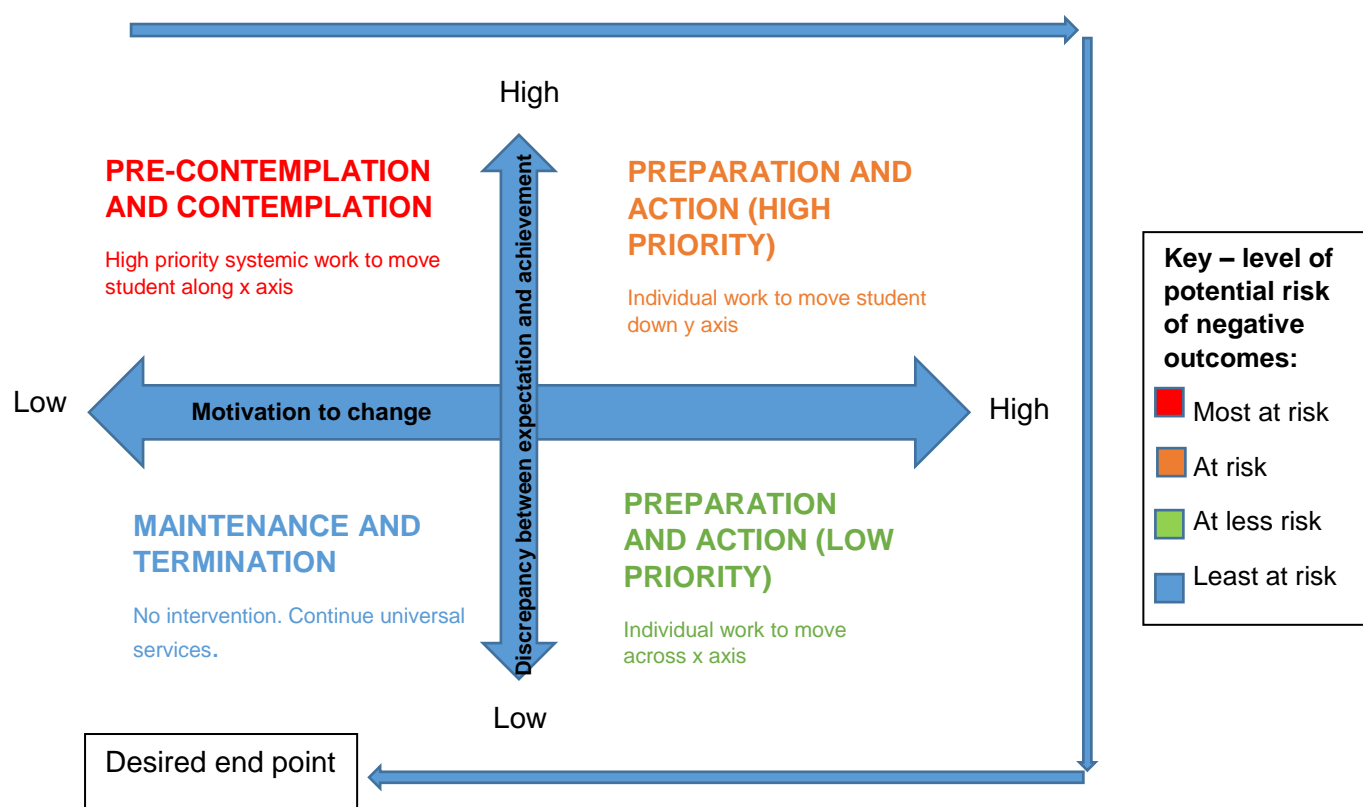 High
PRE-CONTEMPLATION
AND CONTEMPLATION
High priority systemic work to move
student along x axis
PREPARATION AND
ACTION (HIGH
PRIORITY)
Individual work to move student
down y axis
Discrepancy between expectation and achievement
Low
Motivation to change
High
MAINTENANCE AND
TERMINATION
No intervention. Continue universal
services.
PREPARATION
AND ACTION (LOW
PRIORITY)
Individual work to move
across x axis
Low
Desired end point
Key – level of
potential risk
of negative
outcomes:
Most at risk
At risk
At less risk
Least at risk